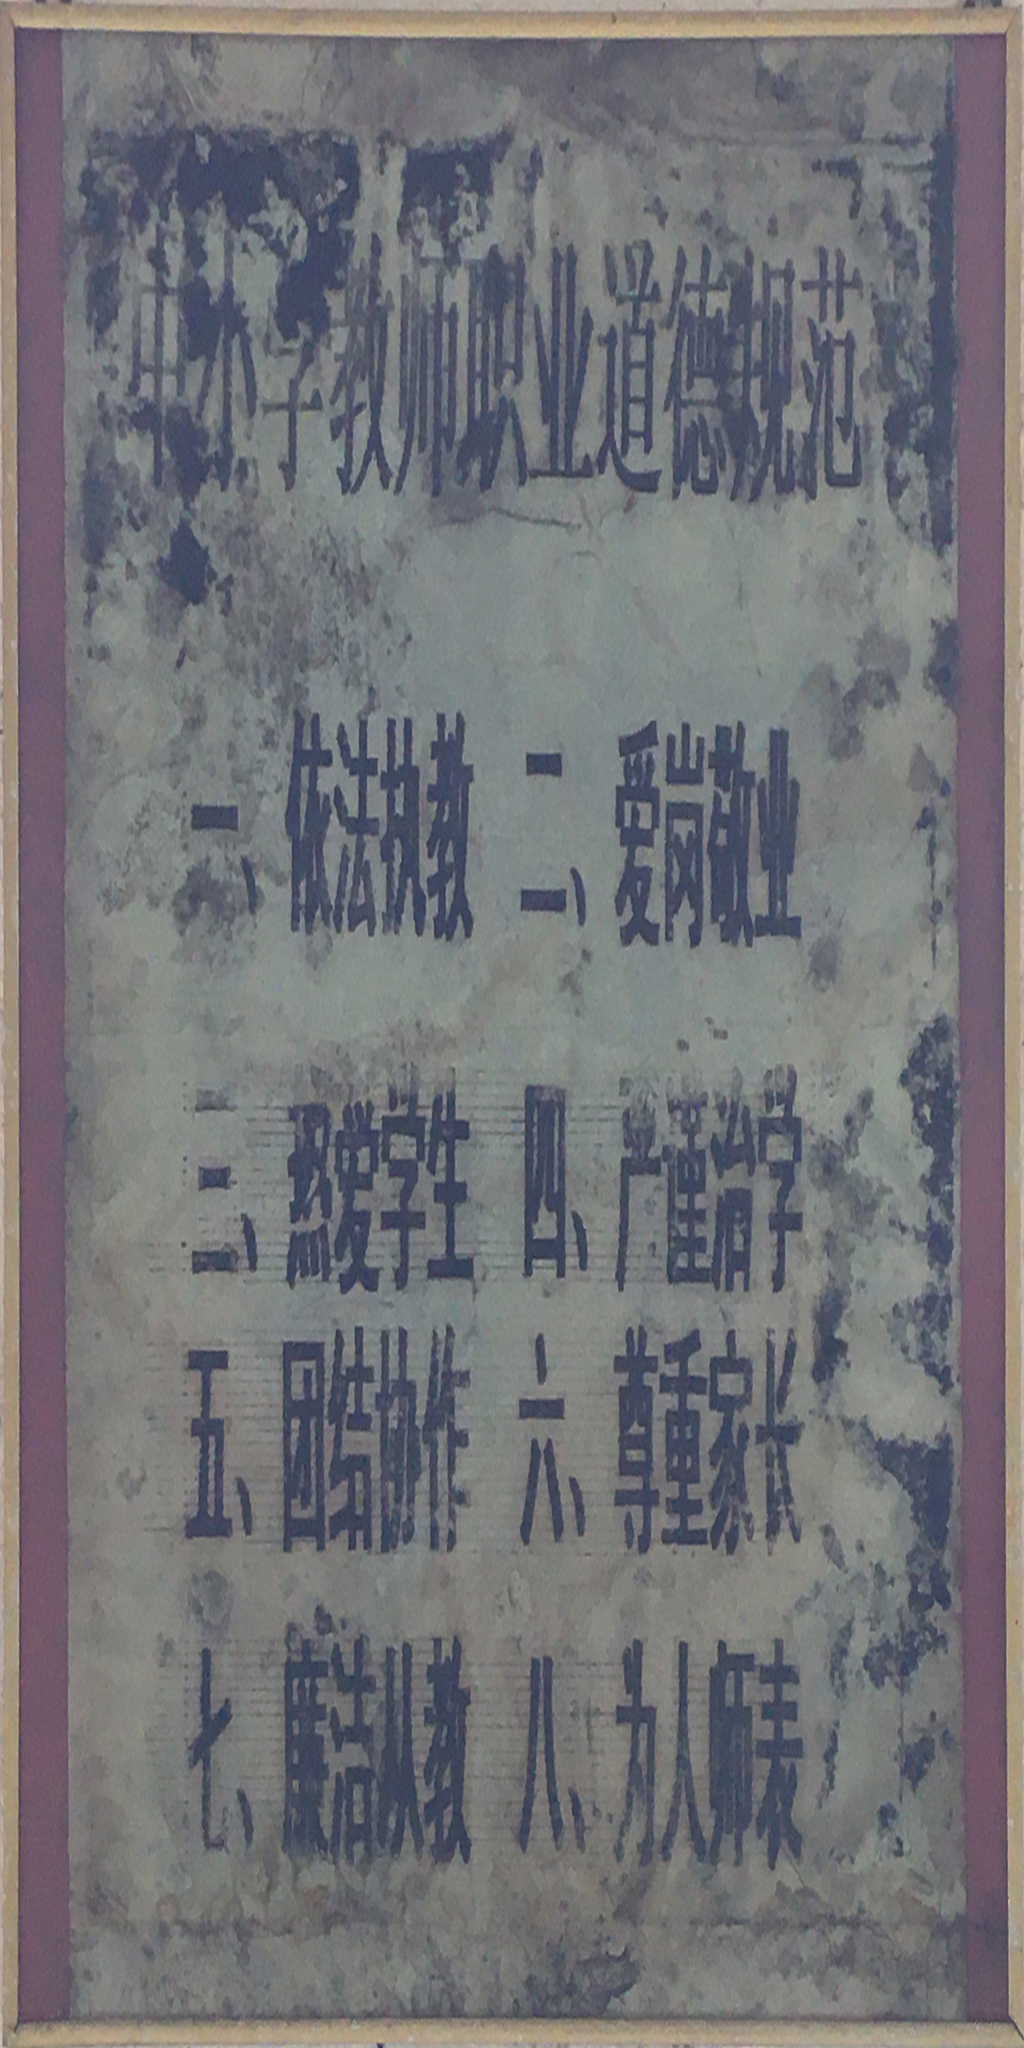 中小学教师职业道德规范
一、依法执教 二、爱岗敬业
三、热爱学生 四、严谨治学
五、团结协作 六、尊重家长
七、廉洁从教 八、为人师表